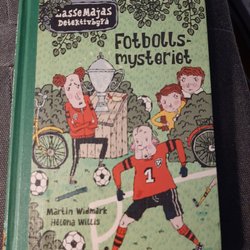 LasseMajas
Detektivbyrå
Fotbolls-
mysteriet
1
Martin Widmark
Helena Willis